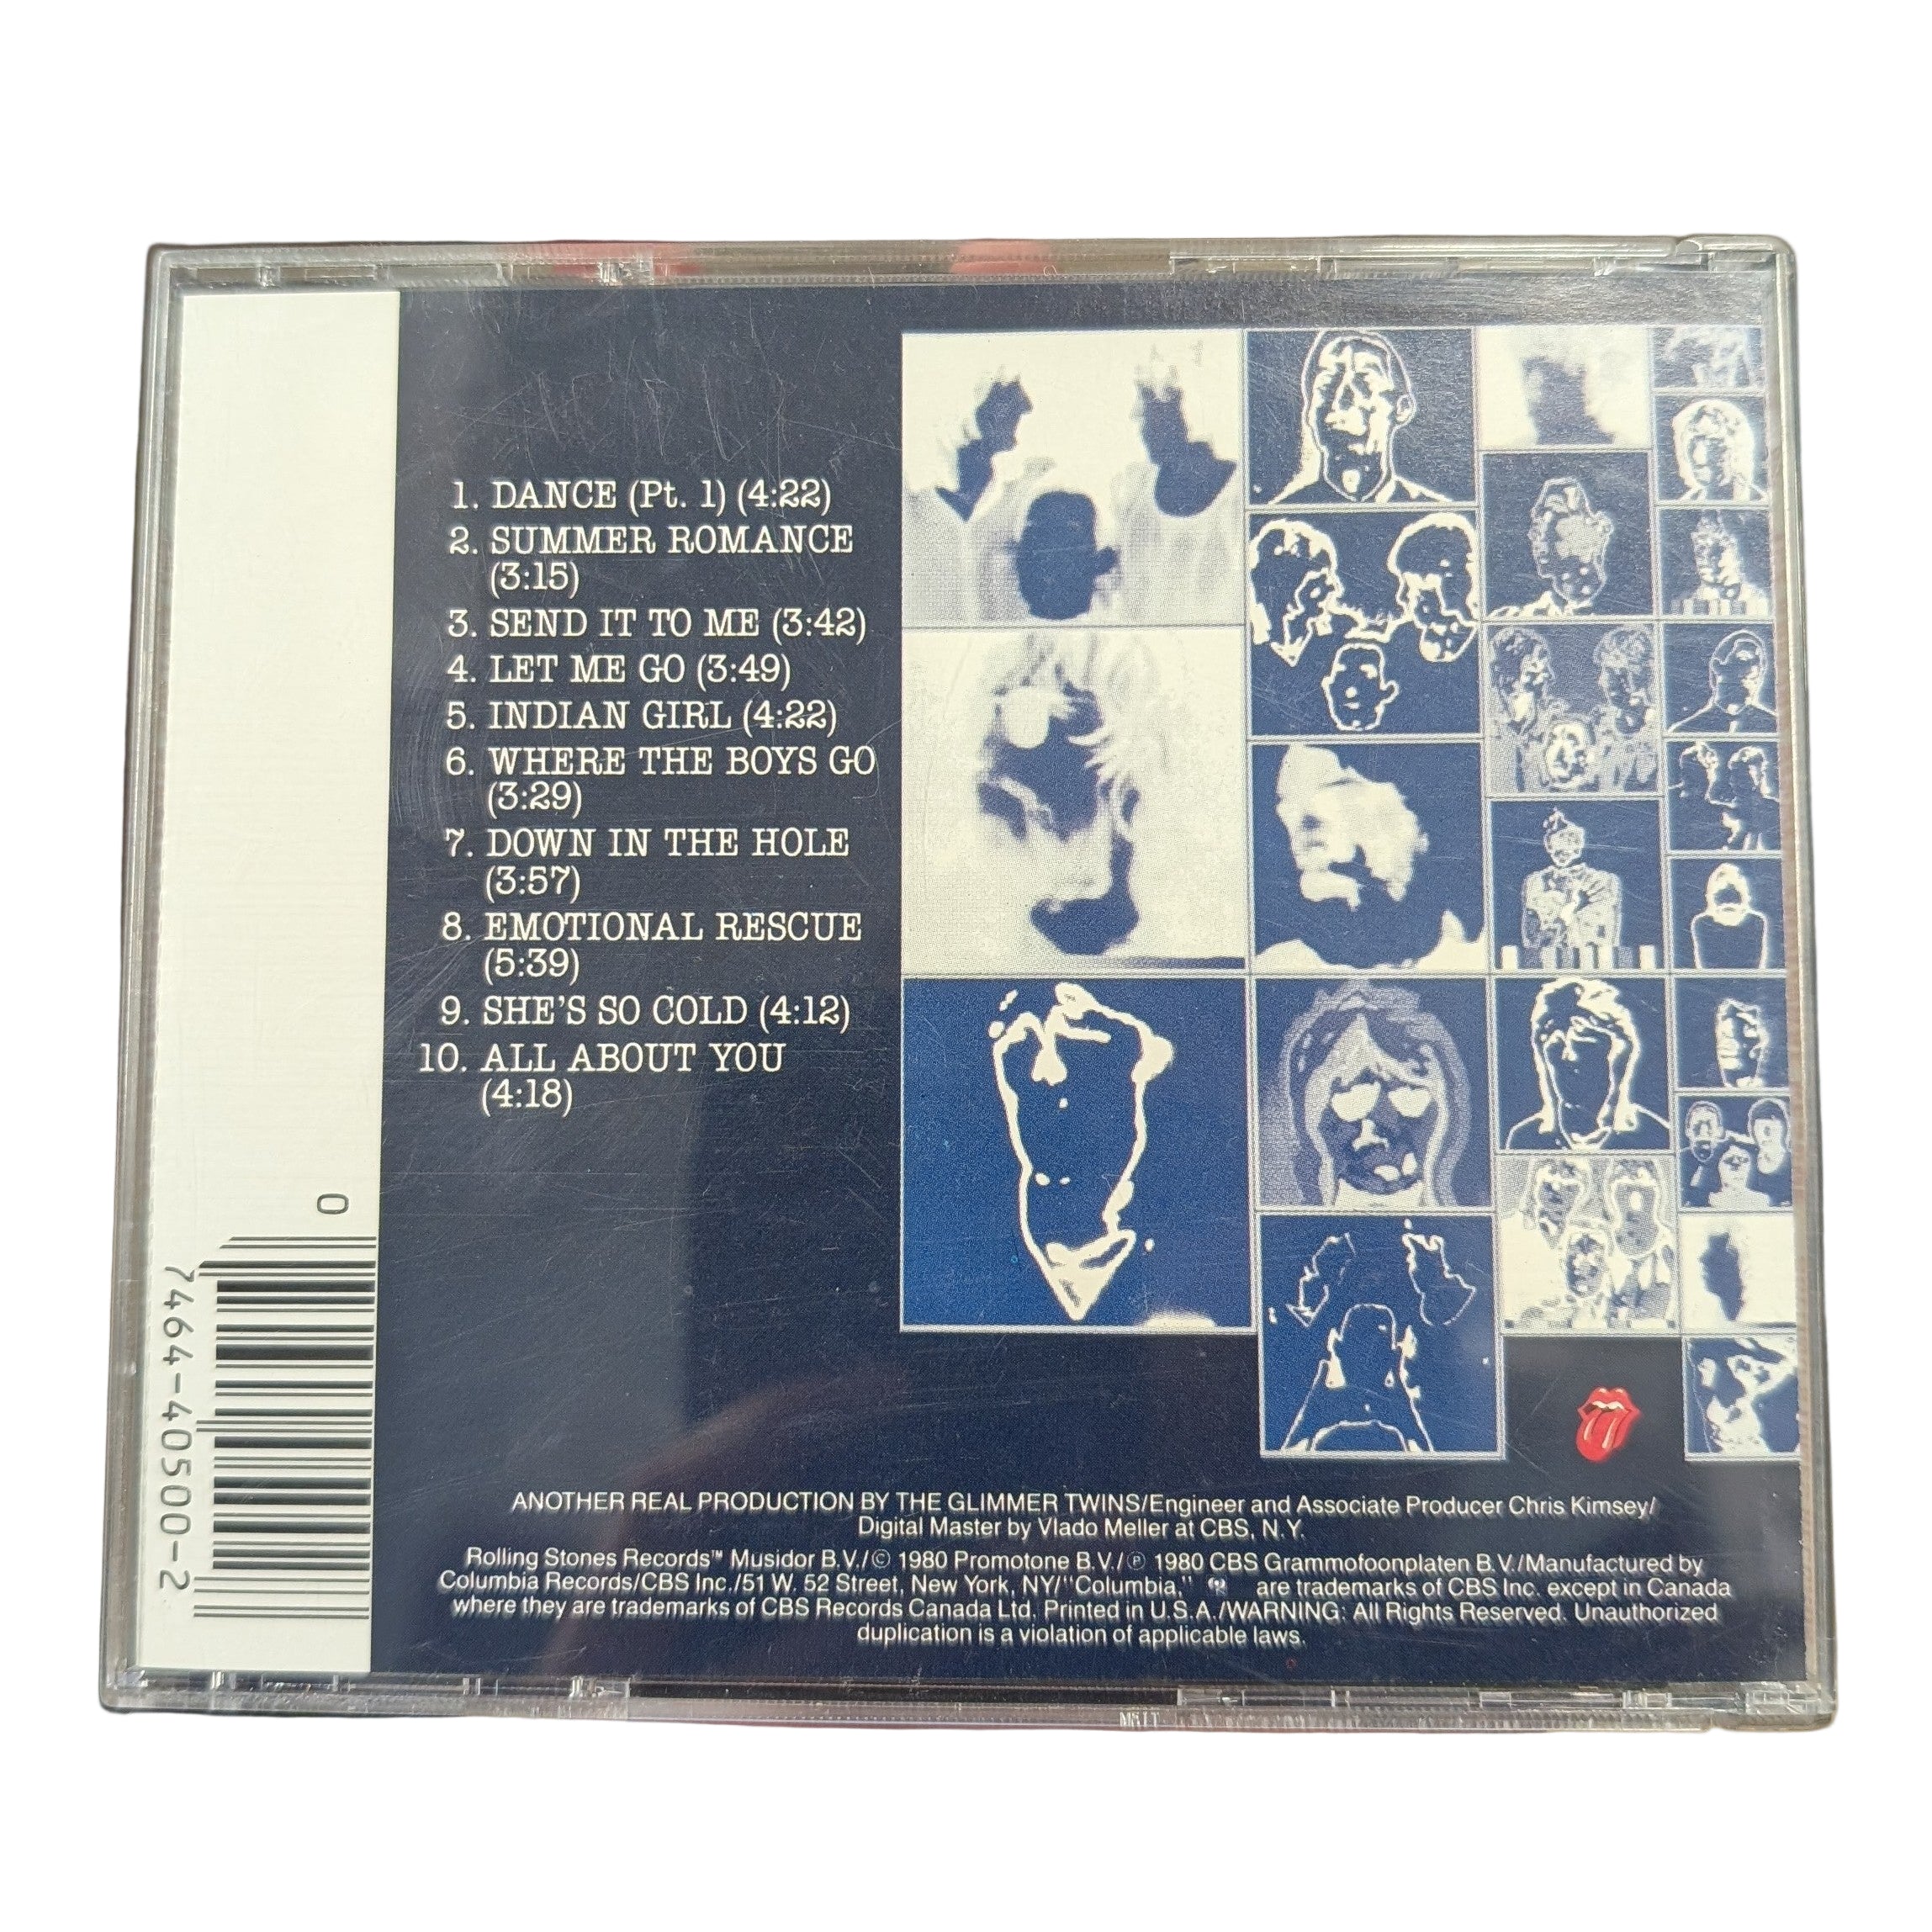 1. DANCE (Pt. 1) (4:22)
2. SUMMER ROMANCE
(3:15)
3. SEND IT TO ME (3:42)
4. LET ME GO (3:49)
5. INDIAN GIRL (4:22)
6. WHERE THE BOYS GO
(3:29)
7. DOWN IN THE HOLE
(3:57)
8. EMOTIONAL RESCUE
(5:39)
9. SHE'S SO COLD (4:12)
10. ALL ABOUT YOU
(4:18)
0
7464-40500-2
ANOTHER REAL PRODUCTION BY THE GLIMMER TWINS/Engineer and Associate Producer Chris Kimsey/
Digital Master by Vlado Meller at CBS, N.Y.
Rolling Stones Records™ Musidor B.V./© 1980 Promotone B.V./℗ 1980 CBS Grammofoonplaten B.V./Manufactured by
Columbia Records/CBS Inc./51 W. 52 Street, New York, NY/"Columbia," are trademarks of CBS Inc. except in Canada
where they are trademarks of CBS Records Canada Ltd. Printed in U.S.A./WARNING: All Rights Reserved. Unauthorized
duplication is a violation of applicable laws.